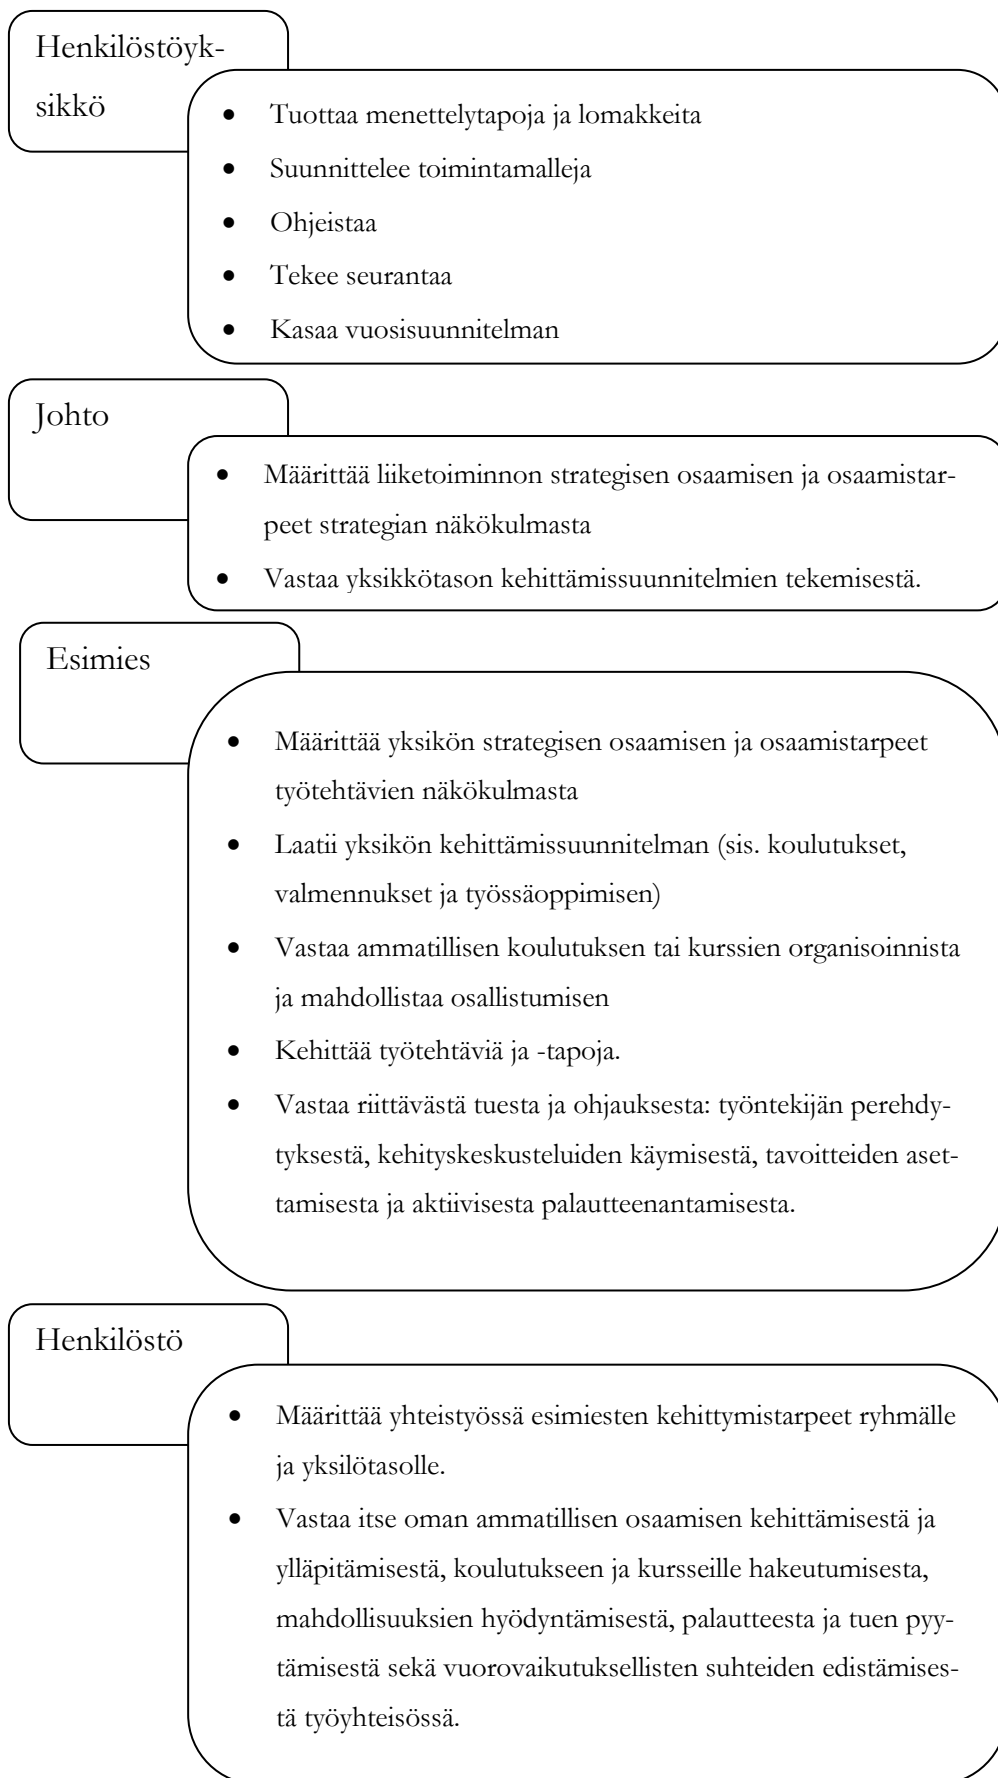 Henkilöstöyk-
sikkö
• Tuottaa menettelytapoja ja lomakkeita
• Suunnittelee toimintamalleja
• Ohjeistaa
• Tekee seurantaa
• Kasaa vuosisuunnitelman
Johto
• Määrittää liiketoiminnon strategisen osaamisen ja osaamistar-
peet strategian näkökulmasta
• Vastaa yksikkötason kehittämissuunnitelmien tekemisestä.
Esimies
• Määrittää yksikön strategisen osaamisen ja osaamistarpeet
työtehtävien näkökulmasta
• Laatii yksikön kehittämissuunnitelman (sis. koulutukset,
valmennukset ja työssäoppimisen)
• Vastaa ammatillisen koulutuksen tai kurssien organisoinnista
ja mahdollistaa osallistumisen
• Kehittää työtehtäviä ja -tapoja.
• Vastaa riittävästä tuesta ja ohjauksesta: työntekijän perehdy-
tyksestä, kehityskeskusteluiden käymisestä, tavoitteiden aset-
tamisesta ja aktiivisesta palautteenantamisesta.
Henkilöstö
• Määrittää yhteistyössä esimiesten kehittymistarpeet ryhmälle
ja yksilötasolle.
• Vastaa itse oman ammatillisen osaamisen kehittämisestä ja
ylläpitämisestä, koulutukseen ja kursseille hakeutumisesta,
mahdollisuuksien hyödyntämisestä, palautteesta ja tuen pyy-
tämisestä sekä vuorovaikutuksellisten suhteiden edistämises-
tä työyhteisössä.